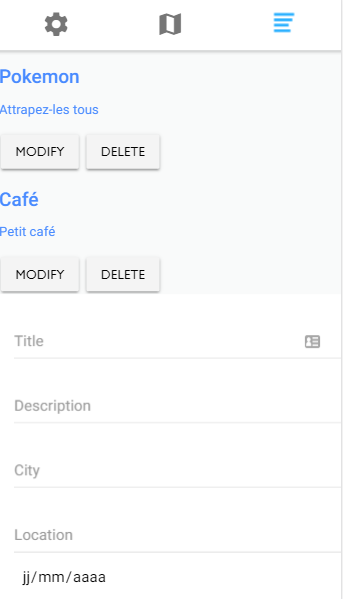 Pokemon
Attrapez-les tous
MODIFY DELETE
Café
Petit café
MODIFY DELETE
Title
Description
City
Location
jj/mm/aaaa